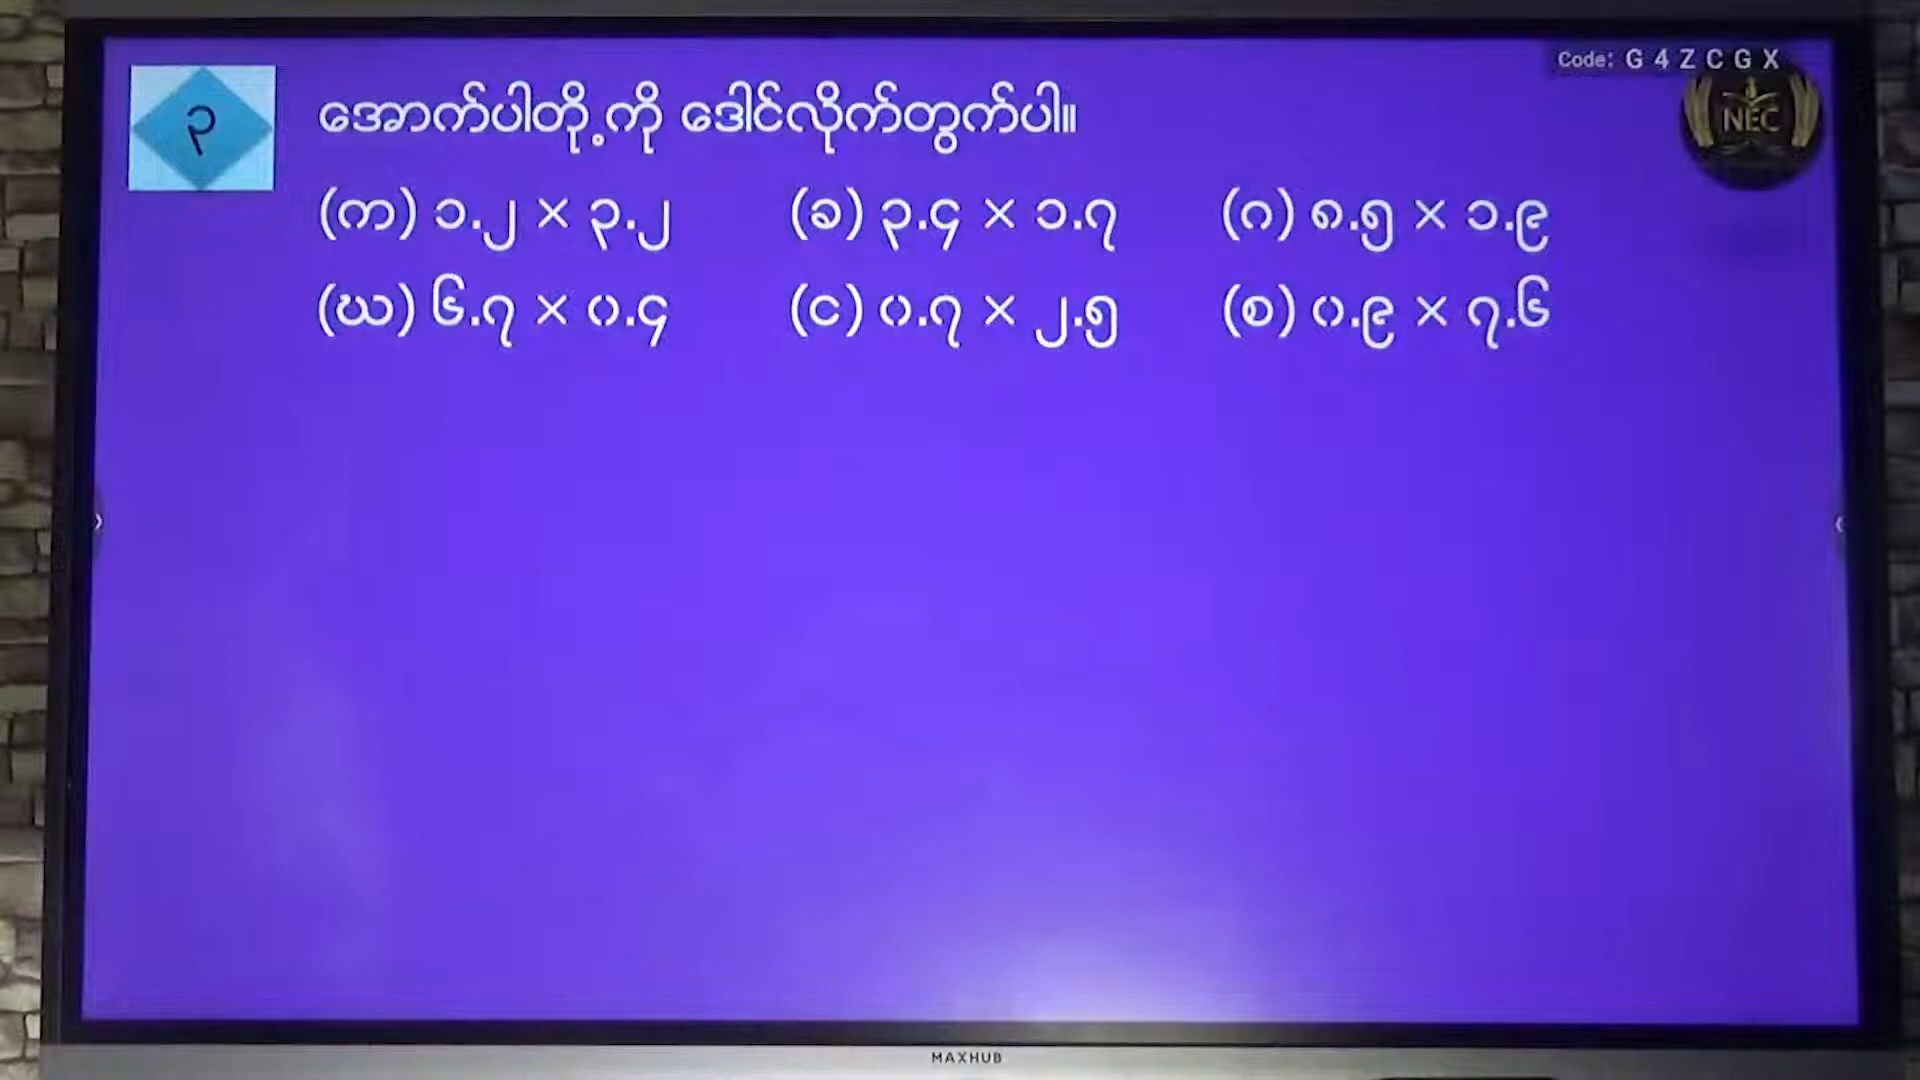 Code: G 4 Z C G X
NEC
၃ အောက်ပါတို့ကို ဒေါင်လိုက်တွက်ပါ။
(က) ၁.၂ × ၃.၂ (ခ) ၃.၄ × ၁.၇ (ဂ) ၈.၅ × ၁.၉
(ဃ) ၆.၇ × ၀.၄ (င) ၀.၇ × ၂.၅ (စ) ၀.၉ × ၇.၆
MAXHUB